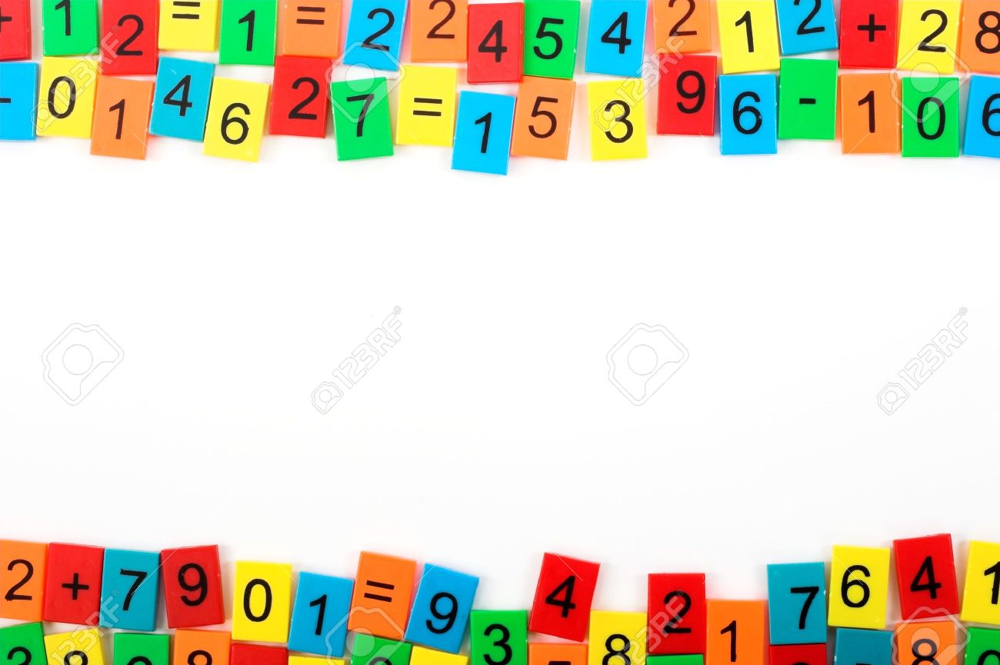 + 1 2 = 1 = 2 2 4 5 4 2 1 2 + 2 8
- 0 1 4 6 2 7 = 1 5 3 9 6 - 1 0 6
©123RF ©123RF
2 + 7 9 0 1 = 9 3 4 8 2 1 7 6 4 1